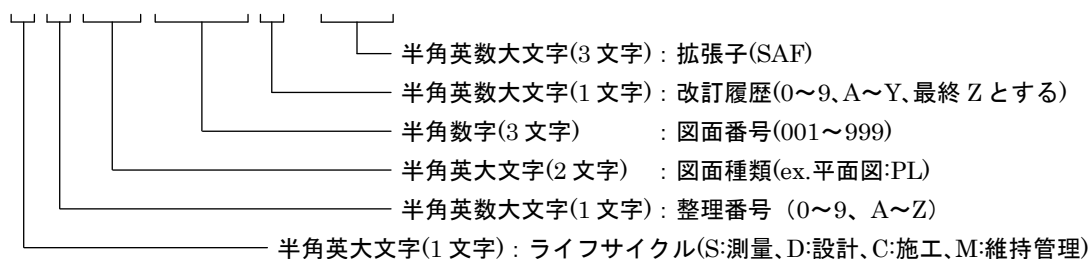 半角英数大文字(3 文字)：拡張子(SAF)
半角英数大文字(1 文字)：改訂履歴(0～9、A～Y、最終 Z とする)
半角数字(3 文字)　　　：図面番号(001～999)
半角英大文字(2 文字)　：図面種類(ex.平面図:PL)
半角英数大文字(1 文字)：整理番号（0～9、A～Z）
半角英大文字(1 文字)：ライフサイクル(S:測量、D:設計、C:施工、M:維持管理)